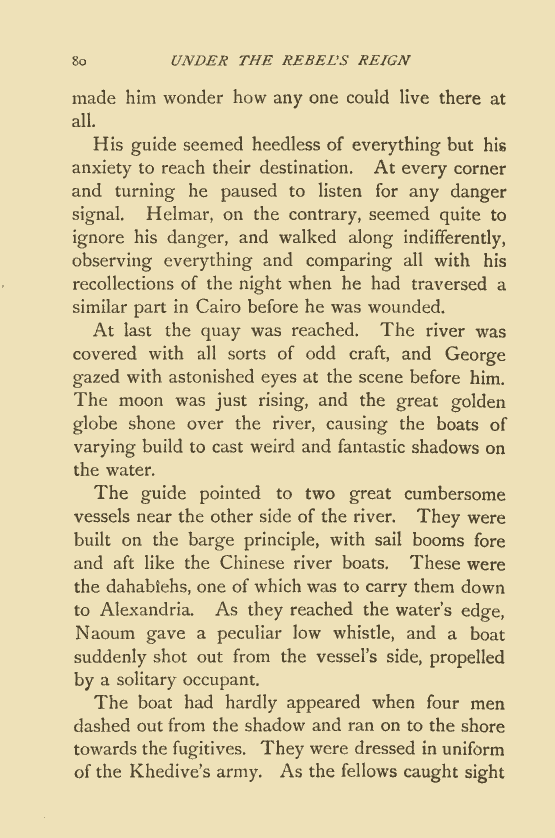 80 UNDER THE REBEL'S REIGN
made him wonder how any one could live there at
all.
His guide seemed heedless of everything but his
anxiety to reach their destination. At every corner
and turning he paused to listen for any danger
signal. Helmar, on the contrary, seemed quite to
ignore his danger, and walked along indifferently,
observing everything and comparing all with his
recollections of the night when he had traversed a
similar part in Cairo before he was wounded.
At last the quay was reached. The river was
covered with all sorts of odd craft, and George
gazed with astonished eyes at the scene before him.
The moon was just rising, and the great golden
globe shone over the river, causing the boats of
varying build to cast weird and fantastic shadows on
the water.
The guide pointed to two great cumbersome
vessels near the other side of the river. They were
built on the barge principle, with sail booms fore
and aft like the Chinese river boats. These were
the dahabîehs, one of which was to carry them down
to Alexandria. As they reached the water's edge,
Naoum gave a peculiar low whistle, and a boat
suddenly shot out from the vessel's side, propelled
by a solitary occupant.
The boat had hardly appeared when four men
dashed out from the shadow and ran on to the shore
towards the fugitives. They were dressed in uniform
of the Khedive's army. As the fellows caught sight